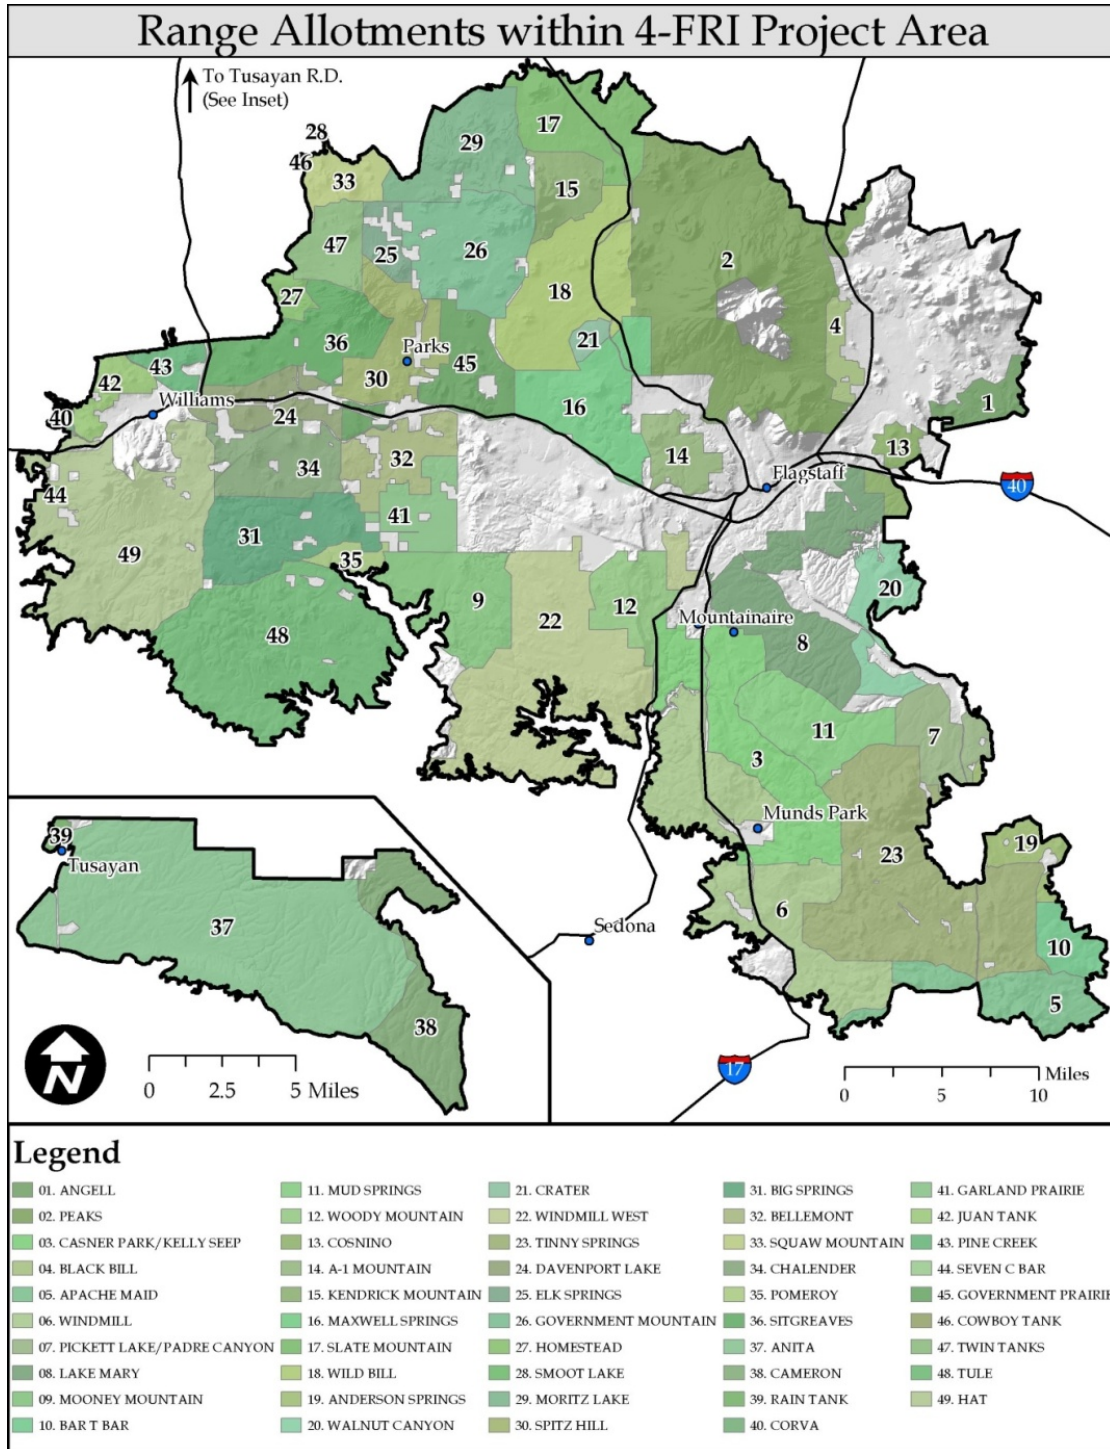 Range Allotments within 4-FRI Project Area
To Tusayan R.D.
(See Inset)
28
17
29
46
33
15
47
25
26
2
27
18
4
36
21
Parks
43
45
42
30
1
Williams
16
40
24
13
14
32
34
Flagstaff
40
44
41
31
49
35
20
9
12
22
Mountainaire
48
8
11
7
3
Munds Park
39
19
Tusayan
23
6
Sedona
37
10
5
38
N
0 2.5 5 Miles
17
Miles
0 5 10
Legend
01. ANGELL
02. PEAKS
03. CASNER PARK/KELLY SEEP
04. BLACK BILL
05. APACHE MAID
06. WINDMILL
07. PICKETT LAKE/PADRE CANYON
08. LAKE MARY
09. MOONEY MOUNTAIN
10. BAR T BAR
11. MUD SPRINGS
12. WOODY MOUNTAIN
13. COSNINO
14. A-1 MOUNTAIN
15. KENDRICK MOUNTAIN
16. MAXWELL SPRINGS
17. SLATE MOUNTAIN
18. WILD BILL
19. ANDERSON SPRINGS
20. WALNUT CANYON
21. CRATER
22. WINDMILL WEST
23. TINNY SPRINGS
24. DAVENPORT LAKE
25. ELK SPRINGS
26. GOVERNMENT MOUNTAIN
27. HOMESTEAD
28. SMOOT LAKE
29. MORITZ LAKE
30. SPITZ HILL
31. BIG SPRINGS
32. BELLEMONT
33. SQUAW MOUNTAIN
34. CHALENDER
35. POMEROY
36. SITGREAVES
37. ANITA
38. CAMERON
39. RAIN TANK
40. CORVA
41. GARLAND PRAIRIE
42. JUAN TANK
43. PINE CREEK
44. SEVEN C BAR
45. GOVERNMENT PRAIRIE
46. COWBOY TANK
47. TWIN TANKS
48. TULE
49. HAT